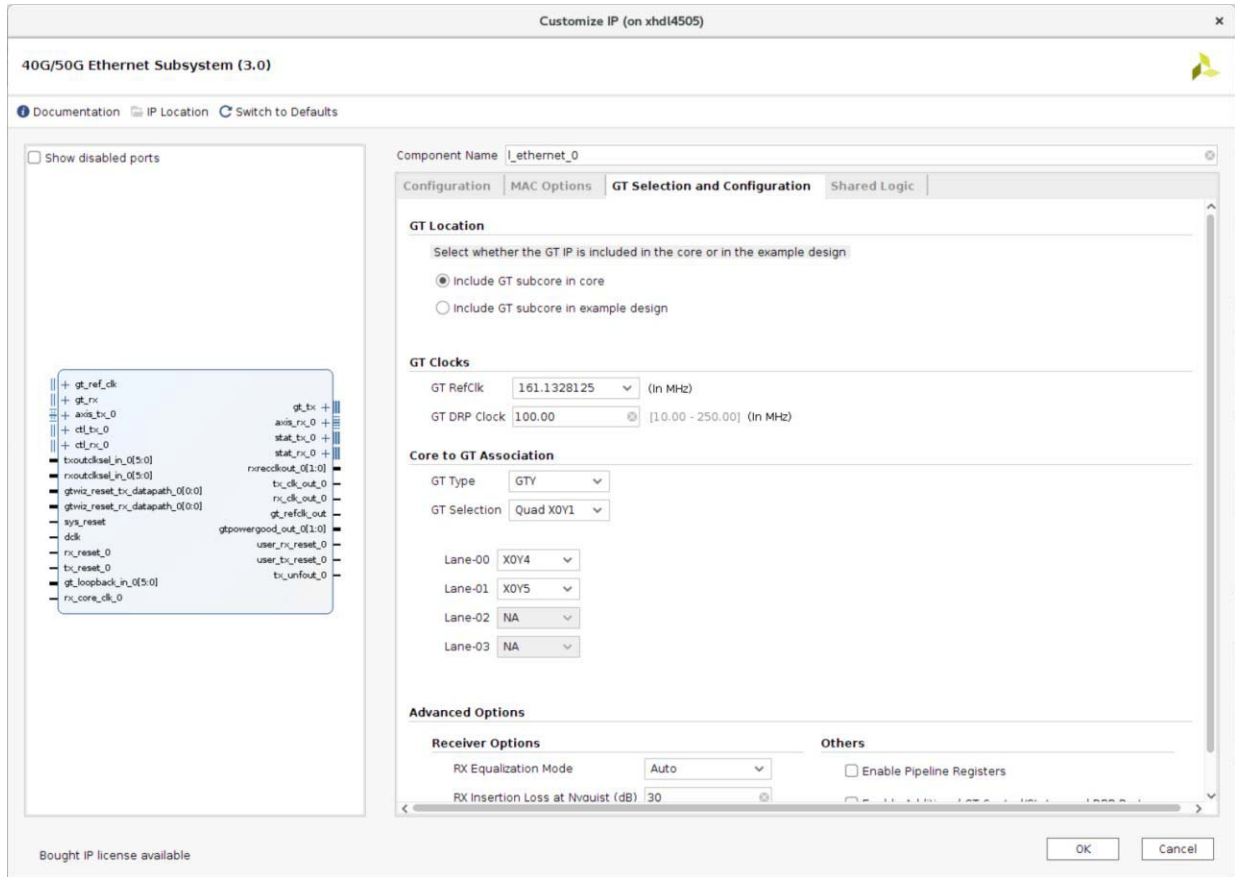 Customize IP (on xhdl4505)
40G/50G Ethernet Subsystem (3.0)
Documentation IP Location Switch to Defaults
Show disabled ports
gt_ref_clk
gt_rx
axis_tx_0
ctl_tx_0
ctl_rx_0
txoutclksel_in_0[5:0]
rxoutclksel_in_0[5:0]
gtwiz_reset_tx_datapath_0[0:0]
gtwiz_reset_rx_datapath_0[0:0]
sys_reset
dclk
rx_reset_0
tx_reset_0
gt_loopback_in_0[5:0]
rx_core_clk_0
gt_tx
axis_rx_0
stat_tx_0
stat_rx_0
rxrecclkout_0[1:0]
tx_clk_out_0
rx_clk_out_0
gt_refclk_out
gtpowergood_out_0[1:0]
user_rx_reset_0
user_tx_reset_0
tx_unfout_0
Component Name l_ethernet_0
Configuration MAC Options GT Selection and Configuration Shared Logic
GT Location
Select whether the GT IP is included in the core or in the example design
Include GT subcore in core
Include GT subcore in example design
GT Clocks
GT RefClk 161.1328125 (In MHz)
GT DRP Clock 100.00 [10.00 - 250.00] (In MHz)
Core to GT Association
GT Type GTY
GT Selection Quad X0Y1
Lane-00 X0Y4
Lane-01 X0Y5
Lane-02 NA
Lane-03 NA
Advanced Options
Receiver Options
RX Equalization Mode Auto
RX Insertion Loss at Nyquist (dB) 30
Others
Enable Pipeline Registers
Bought IP license available
OK Cancel